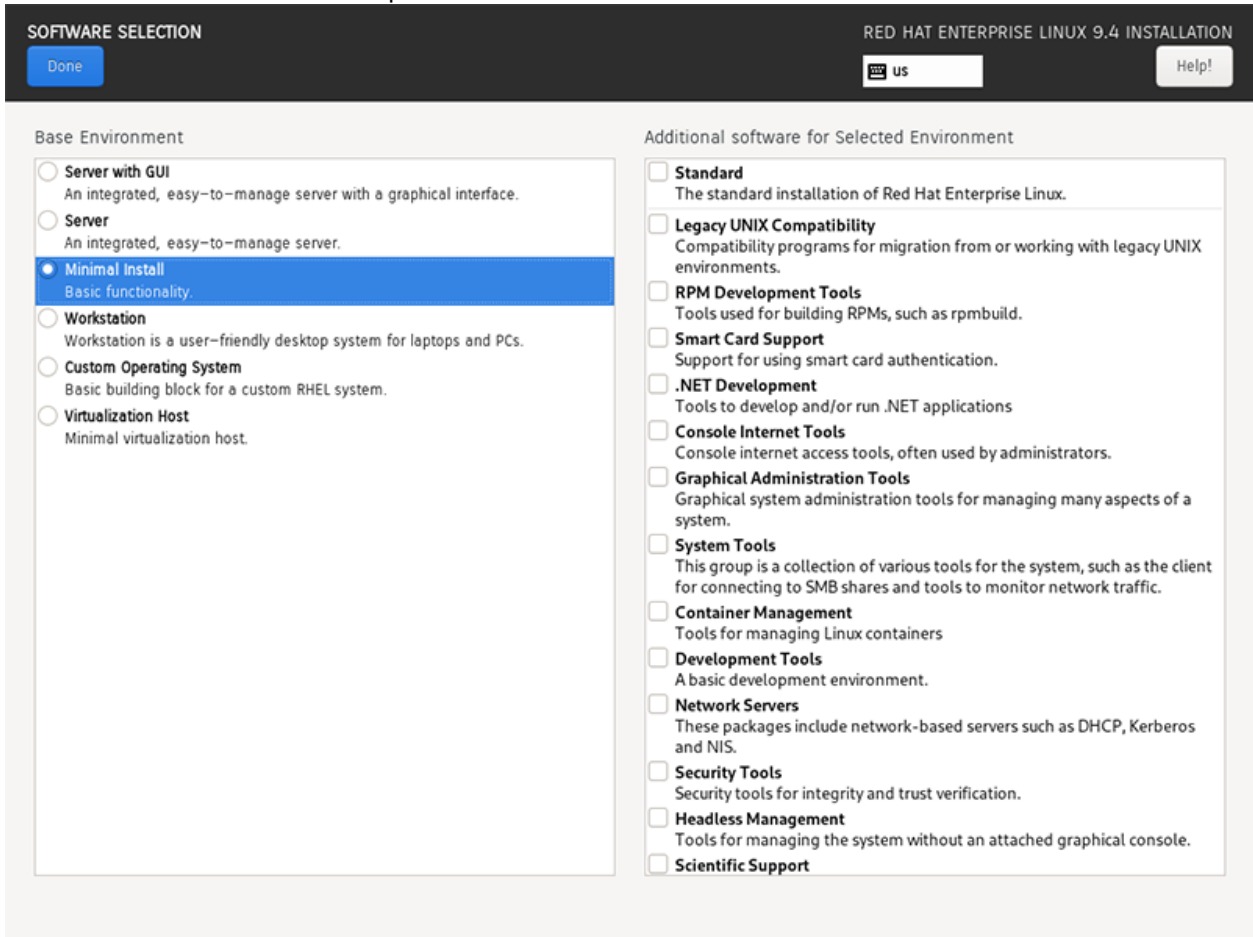 SOFTWARE SELECTION
RED HAT ENTERPRISE LINUX 9.4 INSTALLATION
Done
us
Help!
Base Environment
Server with GUI
An integrated, easy-to-manage server with a graphical interface.
Server
An integrated, easy-to-manage server.
Minimal Install
Basic functionality.
Workstation
Workstation is a user-friendly desktop system for laptops and PCs.
Custom Operating System
Basic building block for a custom RHEL system.
Virtualization Host
Minimal virtualization host.
Additional software for Selected Environment
Standard
The standard installation of Red Hat Enterprise Linux.
Legacy UNIX Compatibility
Compatibility programs for migration from or working with legacy UNIX
environments.
RPM Development Tools
Tools used for building RPMs, such as rpmbuild.
Smart Card Support
Support for using smart card authentication.
.NET Development
Tools to develop and/or run .NET applications
Console Internet Tools
Console internet access tools, often used by administrators.
Graphical Administration Tools
Graphical system administration tools for managing many aspects of a
system.
System Tools
This group is a collection of various tools for the system, such as the client
for connecting to SMB shares and tools to monitor network traffic.
Container Management
Tools for managing Linux containers
Development Tools
A basic development environment.
Network Servers
These packages include network-based servers such as DHCP, Kerberos
and NIS.
Security Tools
Security tools for integrity and trust verification.
Headless Management
Tools for managing the system without an attached graphical console.
Scientific Support